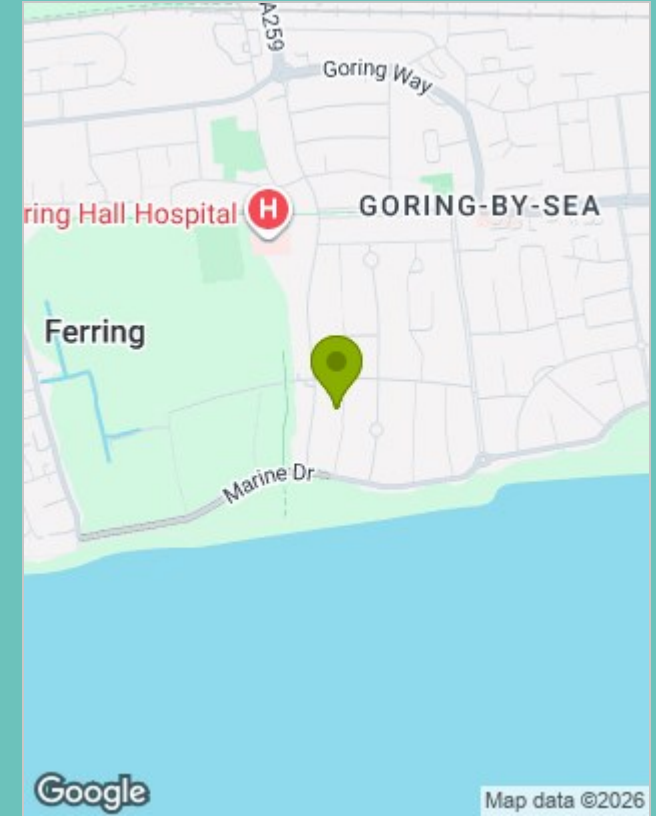 A259
Goring Way
ring Hall Hospital
H
GORING-BY-SEA
Ferring
Marine Dr
Google
Map data ©2026